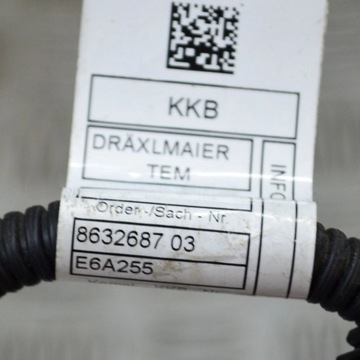 KKB
DRÄXLMAIER
TEM
INFO
Order-/Sach-Nr.
8632687 03
E6A255